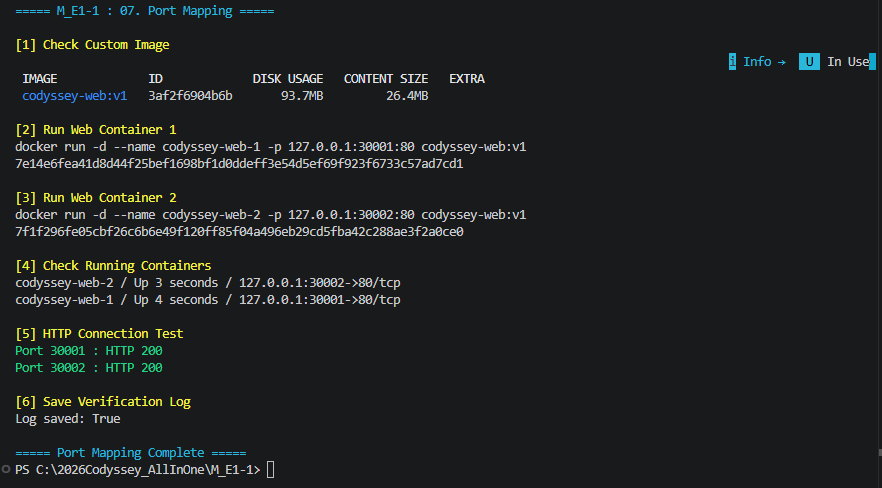 ===== M_E1-1 : 07. Port Mapping =====
[1] Check Custom Image
i Info → U In Use
IMAGE ID DISK USAGE CONTENT SIZE EXTRA
codyssey-web:v1 3af2f6904b6b 93.7MB 26.4MB
[2] Run Web Container 1
docker run -d --name codyssey-web-1 -p 127.0.0.1:30001:80 codyssey-web:v1
7e14e6fea41d8d44f25bef1698bf1d0ddeff3e54d5ef69f923f6733c57ad7cd1
[3] Run Web Container 2
docker run -d --name codyssey-web-2 -p 127.0.0.1:30002:80 codyssey-web:v1
7f1f296fe05cbf26c6b6e49f120ff85f04a496eb29cd5fba42c288ae3f2a0ce0
[4] Check Running Containers
codyssey-web-2 / Up 3 seconds / 127.0.0.1:30002->80/tcp
codyssey-web-1 / Up 4 seconds / 127.0.0.1:30001->80/tcp
[5] HTTP Connection Test
Port 30001 : HTTP 200
Port 30002 : HTTP 200
[6] Save Verification Log
Log saved: True
===== Port Mapping Complete =====
PS C:\2026Codyssey_AllInOne\M_E1-1>